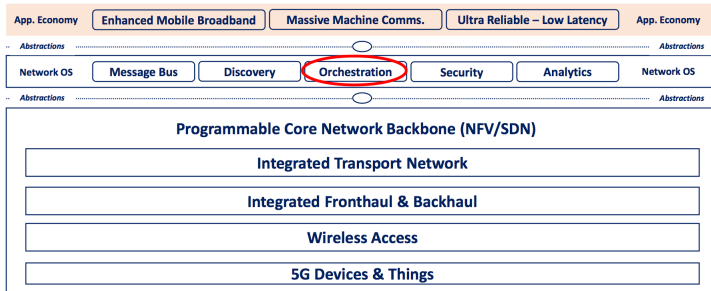 App. Economy Enhanced Mobile Broadband Massive Machine Comms. Ultra Reliable – Low Latency App. Economy
Abstractions Abstractions
Network OS Message Bus Discovery Orchestration Security Analytics Network OS
Abstractions Abstractions
Programmable Core Network Backbone (NFV/SDN)
Integrated Transport Network
Integrated Fronthaul & Backhaul
Wireless Access
5G Devices & Things